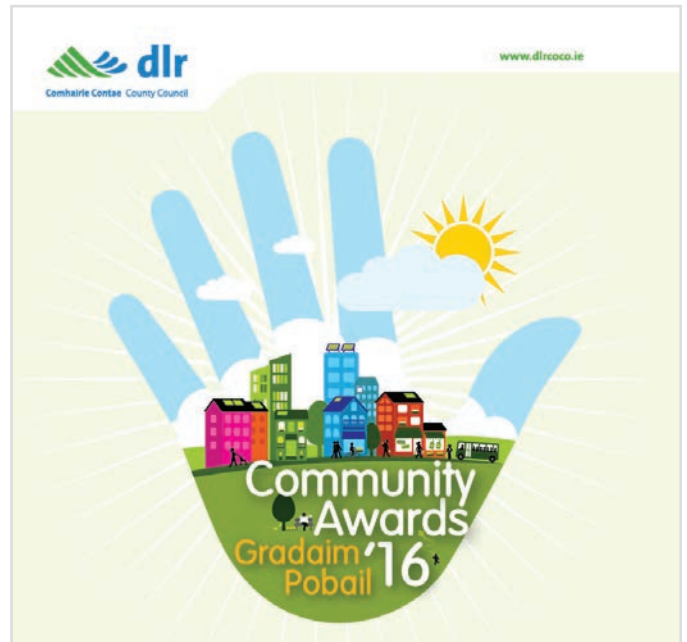 dlr
Comhairle Contae County Council
www.dlrcoco.ie
Community
Awards
Gradaim '16
Pobail